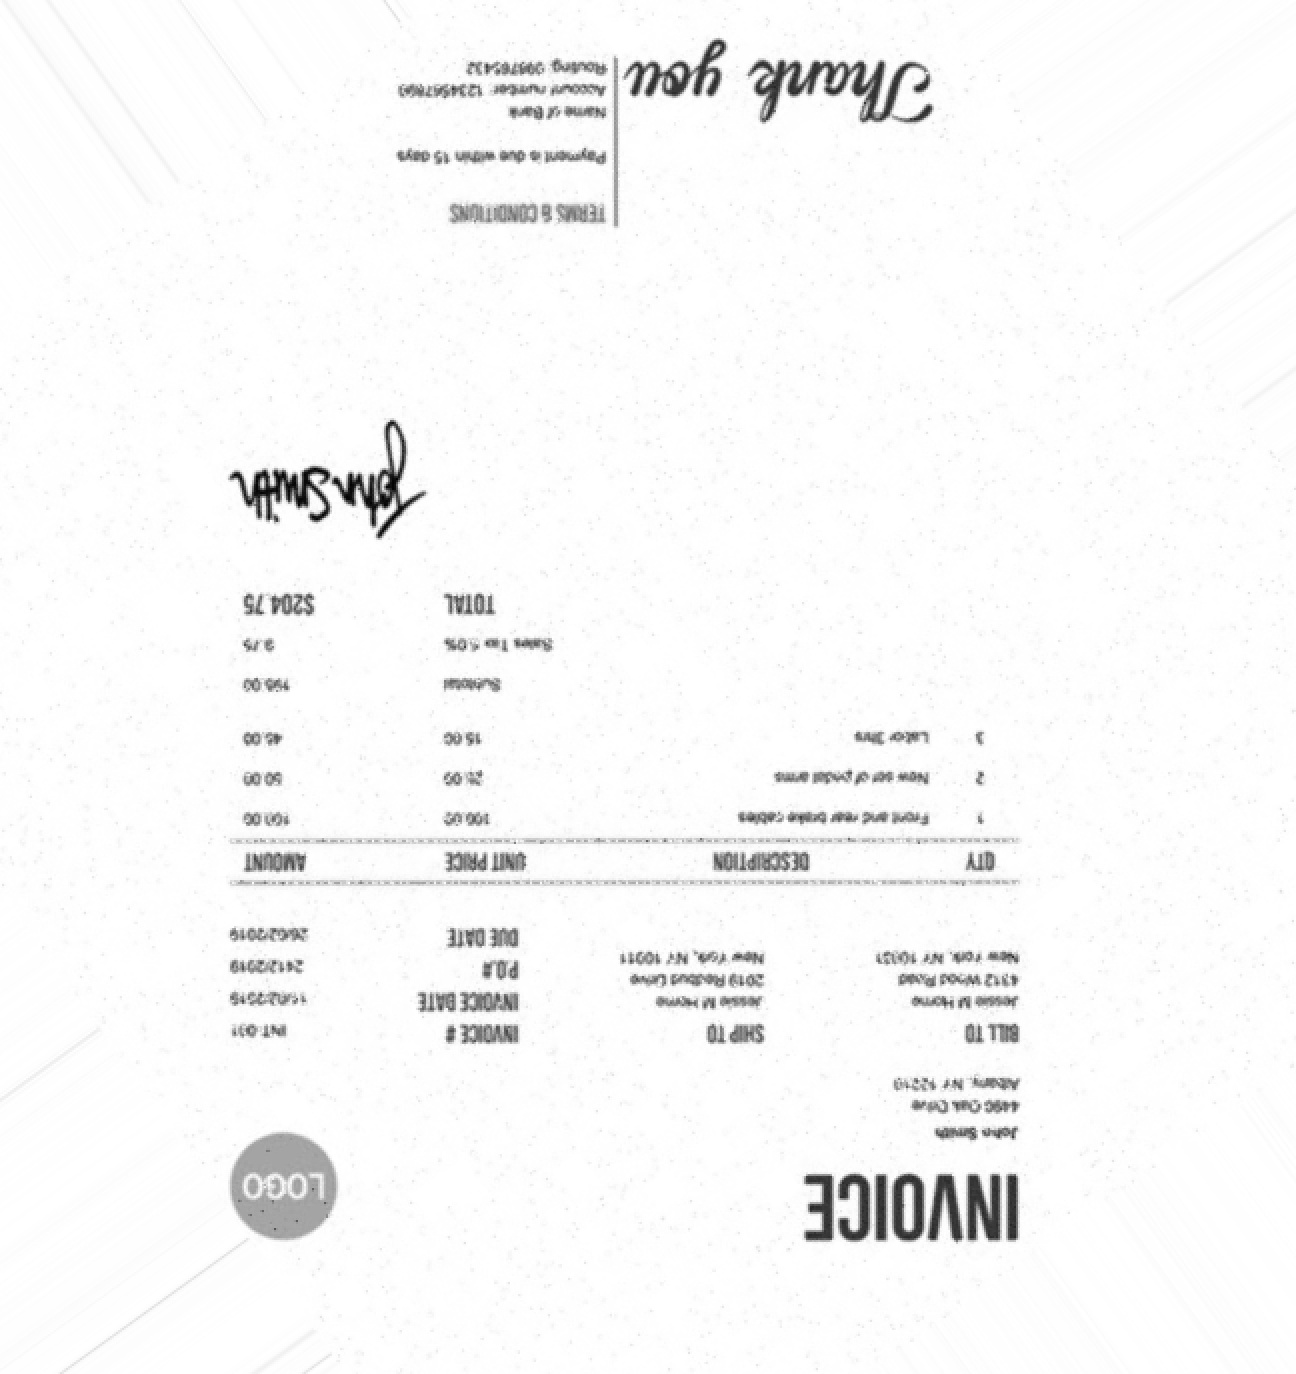 INVOICE
LOGO
John Smith
4490 Oak Drive
Albany, NY 12210
BILL TO
Jessie M Horne
4312 Wood Road
New York, NY 10031
SHIP TO
Jessie M Horne
2019 Redbud Drive
New York, NY 10011
INVOICE # INT-001
INVOICE DATE 11/02/2019
P.O.# 2412/2019
DUE DATE 26/02/2019
QTY DESCRIPTION UNIT PRICE AMOUNT
1 Front and rear brake cables 100.00 100.00
2 New set of pedal arms 25.00 50.00
3 Labor 3hrs 15.00 45.00
Subtotal 195.00
Sales Tax 5.0% 9.75
TOTAL $204.75
John Smith
Thank you
TERMS & CONDITIONS
Payment is due within 15 days
Name of Bank
Account number: 1234567890
Routing: 098765432